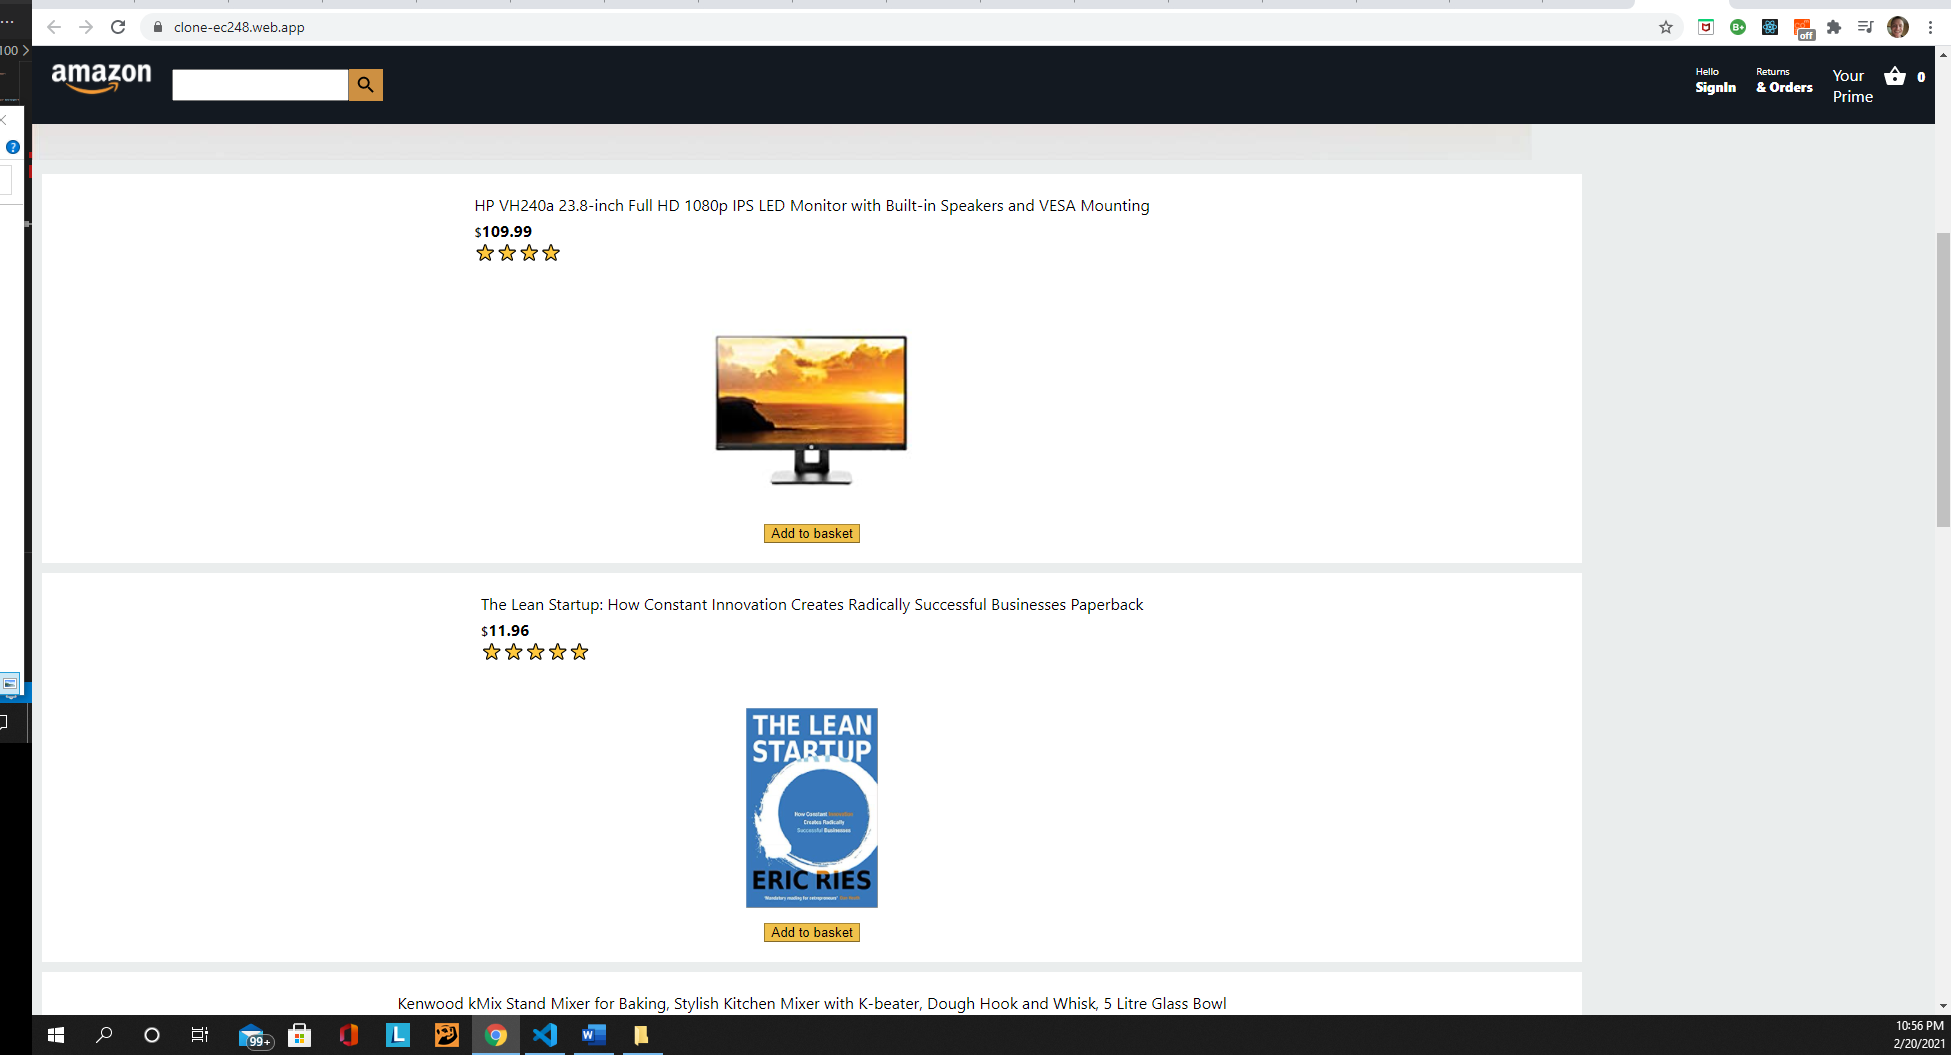 100
clone-ec248.web.app
B+
off
amazon
Hello
SignIn
Returns
& Orders
Your
Prime
0
HP VH240a 23.8-inch Full HD 1080p IPS LED Monitor with Built-in Speakers and VESA Mounting
$109.99
Add to basket
The Lean Startup: How Constant Innovation Creates Radically Successful Businesses Paperback
$11.96
THE LEAN
STARTUP
How Constant Innovation
Creates Radically
Successful Businesses
ERIC RIES
Add to basket
Kenwood kMix Stand Mixer for Baking, Stylish Kitchen Mixer with K-beater, Dough Hook and Whisk, 5 Litre Glass Bowl
99+
L
W
10:56 PM
2/20/2021